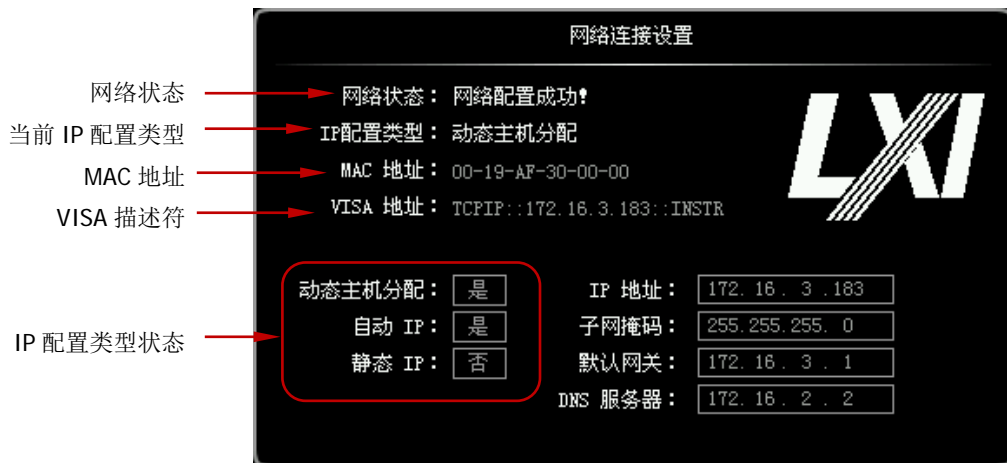 网络连接设置
网络状态
网络状态： 网络配置成功!
当前 IP 配置类型
IP配置类型： 动态主机分配
MAC 地址
MAC 地址： 00-19-AF-30-00-00
VISA 描述符
VISA 地址： TCPIP::172.16.3.183::INSTR
LXI
IP 配置类型状态
动态主机分配： 是
自动 IP： 是
静态 IP： 否
IP 地址： 172. 16 . 3 .183
子网掩码： 255.255.255. 0
默认网关： 172. 16 . 3 . 1
DNS 服务器： 172. 16 . 2 . 2